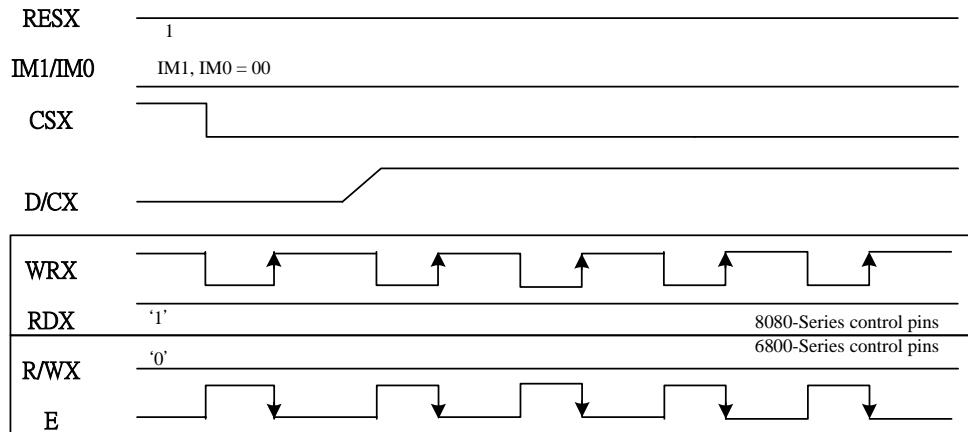 RESX
1
IM1/IM0
IM1, IM0 = 00
CSX
D/CX
WRX
RDX
‘1’
8080-Series control pins
6800-Series control pins
R/WX
‘0’
E